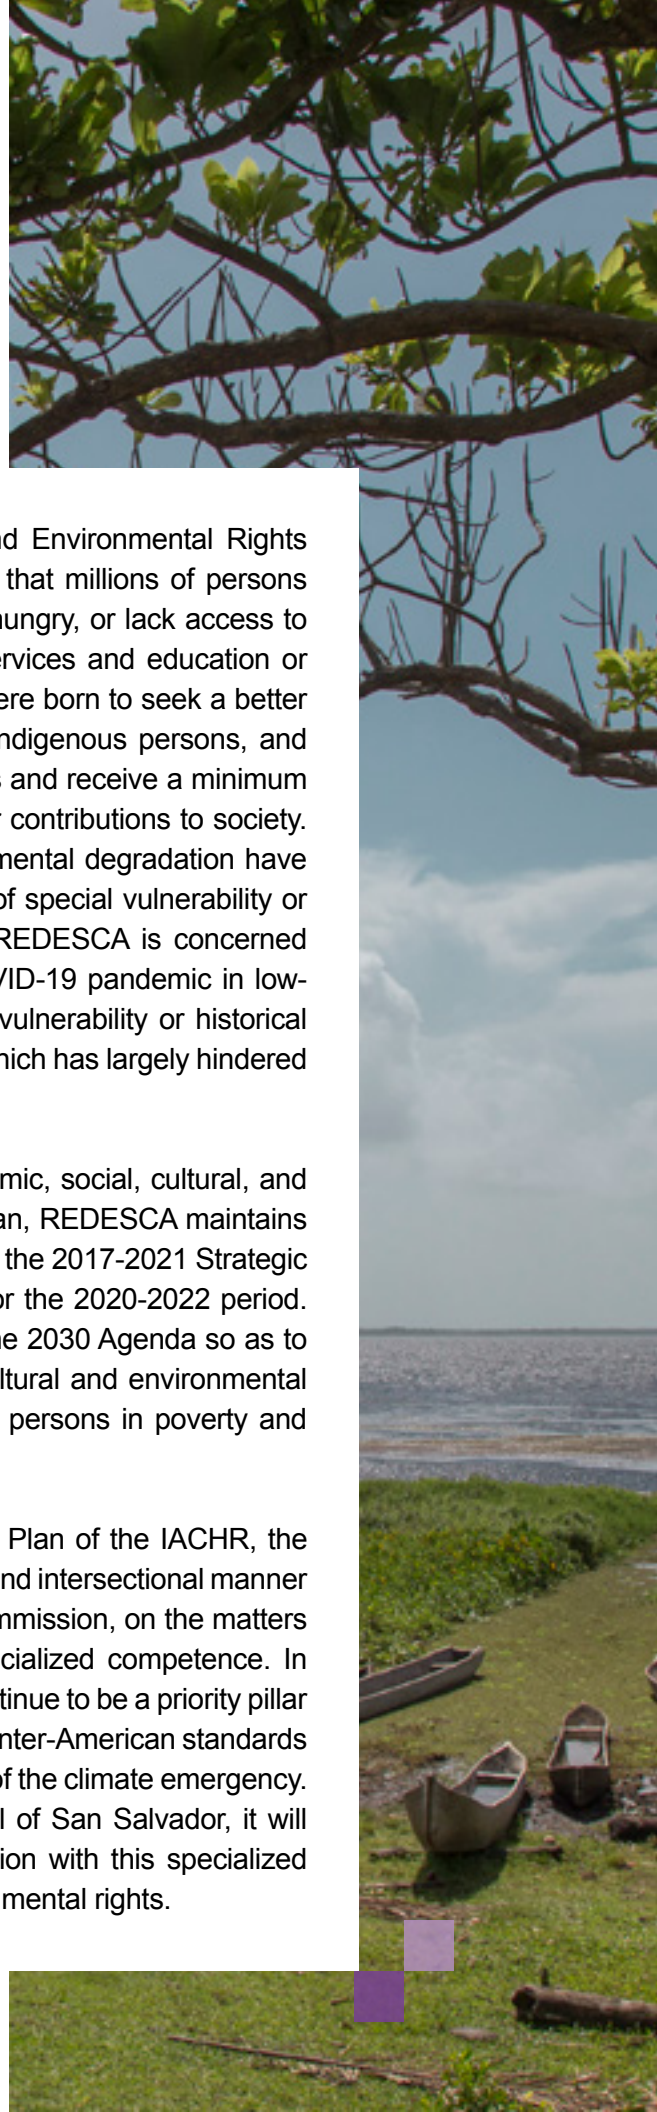 nd Environmental Rights
that millions of persons
hungry, or lack access to
ervices and education or
ere born to seek a better
ndigenous persons, and
s and receive a minimum
r contributions to society.
mental degradation have
of special vulnerability or
REDESCA is concerned
VID-19 pandemic in low-
vulnerability or historical
hich has largely hindered
mic, social, cultural, and
an, REDESCA maintains
the 2017-2021 Strategic
or the 2020-2022 period.
he 2030 Agenda so as to
ltural and environmental
persons in poverty and
Plan of the IACHR, the
nd intersectional manner
mmission, on the matters
cialized competence. In
tinue to be a priority pillar
nter-American standards
of the climate emergency.
l of San Salvador, it will
ion with this specialized
mental rights.